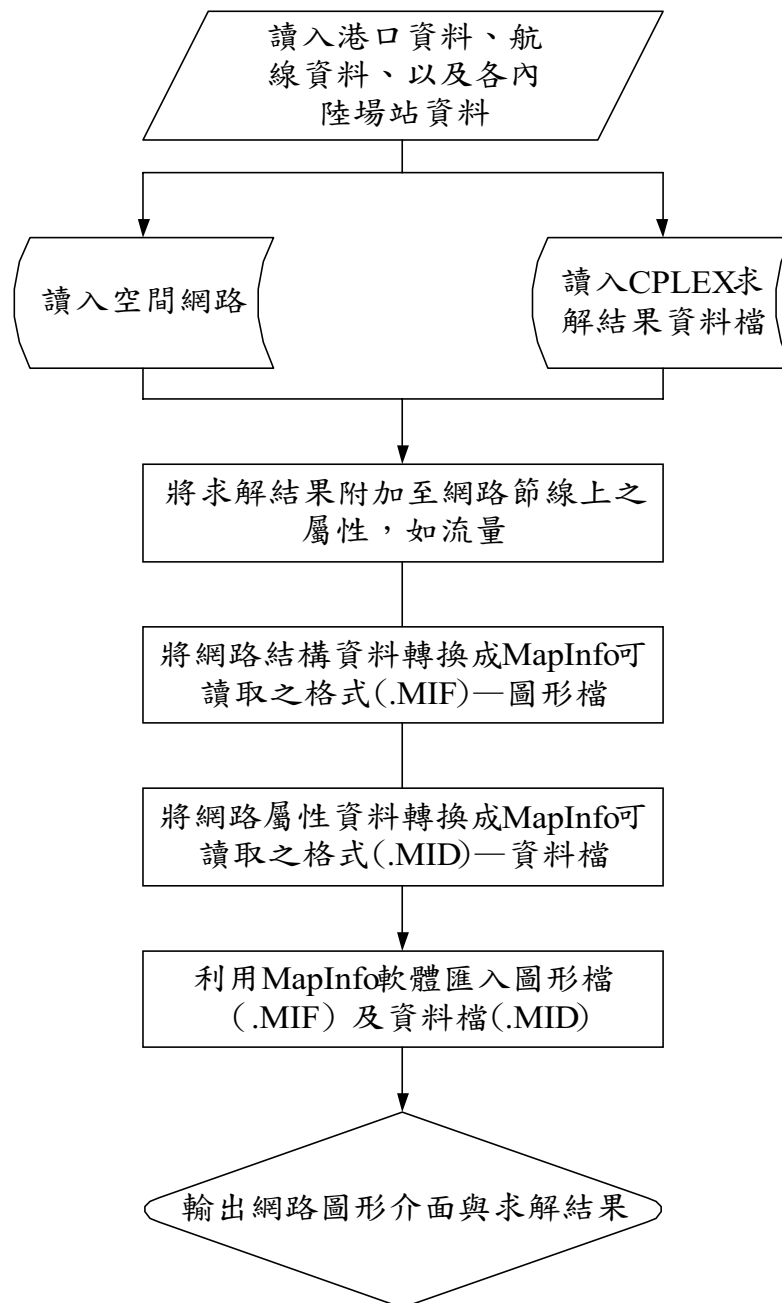 讀入港口資料、航
線資料、以及各內
陸場站資料
讀入空間網路
讀入CPLEX求
解結果資料檔
將求解結果附加至網路節線上之
屬性，如流量
將網路結構資料轉換成MapInfo可
讀取之格式(.MIF)—圖形檔
將網路屬性資料轉換成MapInfo可
讀取之格式(.MID)—資料檔
利用MapInfo軟體匯入圖形檔
（.MIF）及資料檔(.MID)
輸出網路圖形介面與求解結果